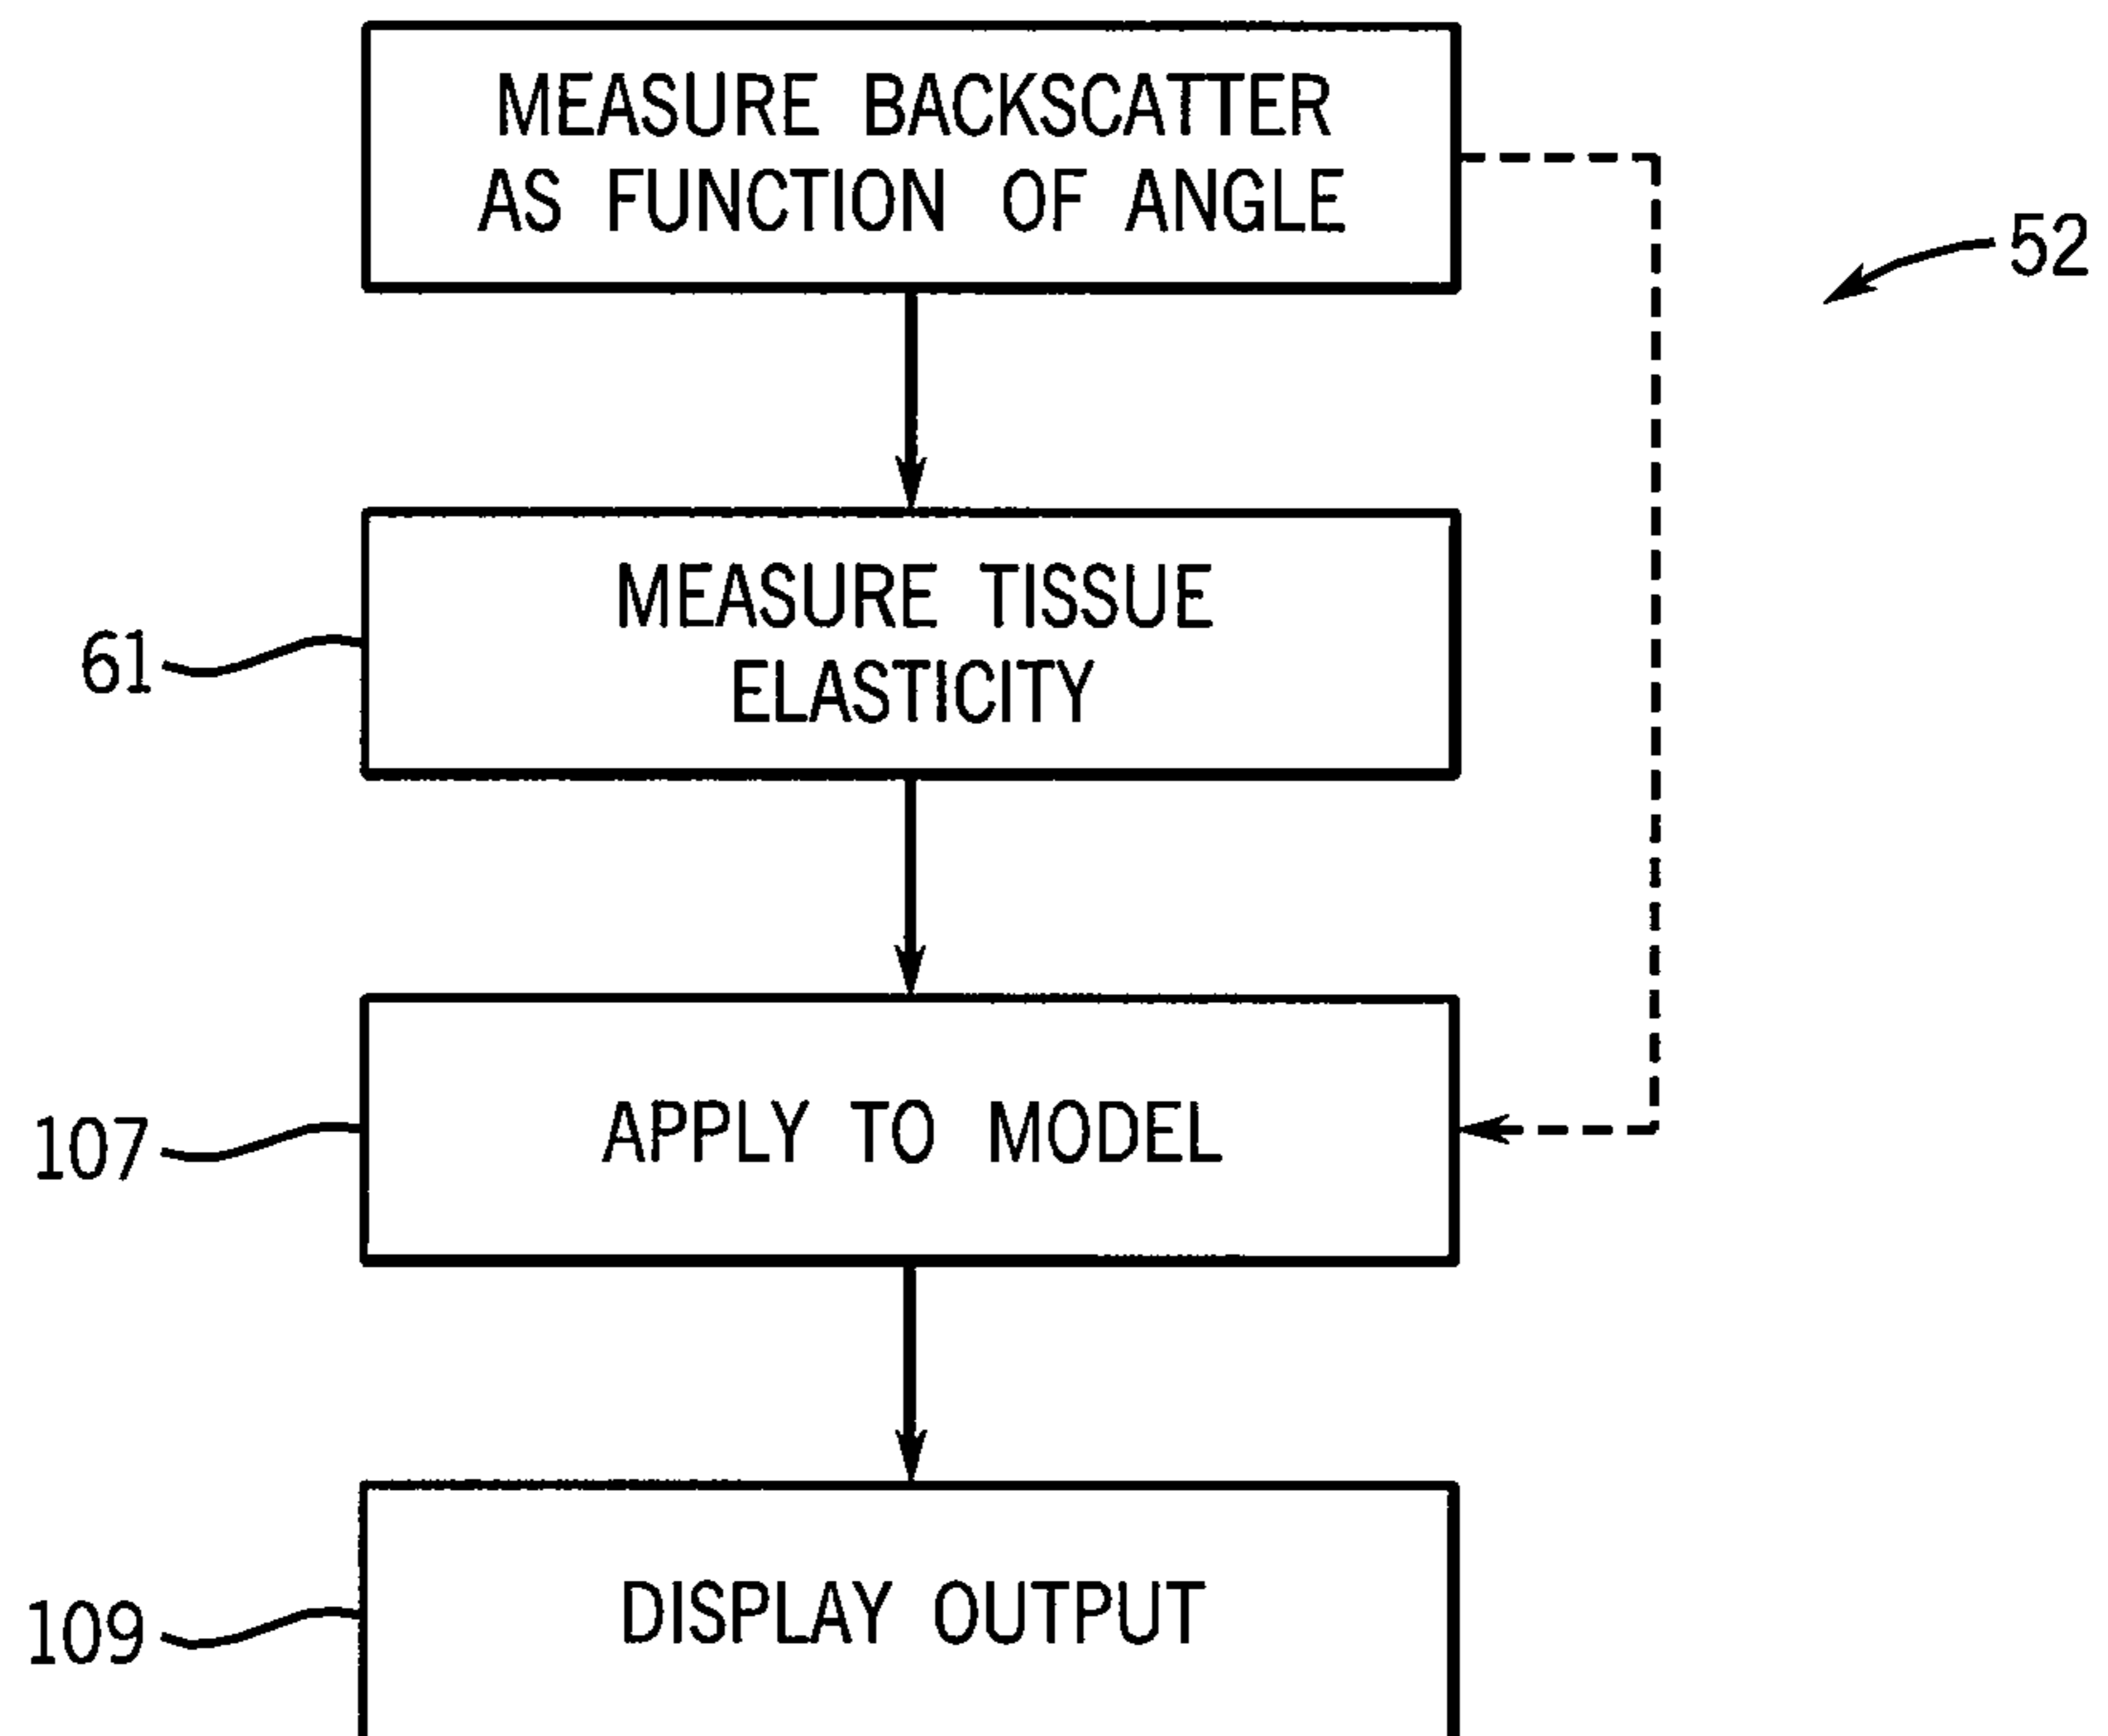 MEASURE BACKSCATTER
AS FUNCTION OF ANGLE
52
MEASURE TISSUE
ELASTICITY
61
APPLY TO MODEL
107
DISPLAY OUTPUT
109